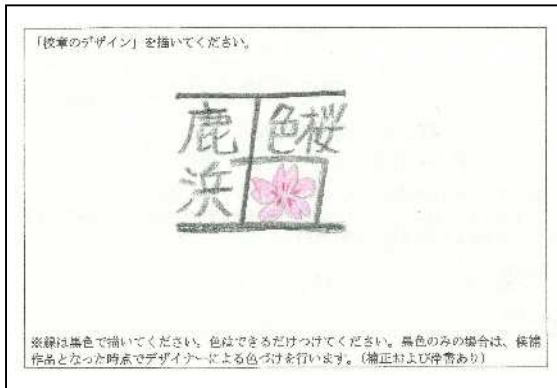 「校章のデザイン」を描いてください。
鹿浜
色桜
※線は黒色で描いてください。色はできるだけつけてください。黒色のみの場合は、候補
作品となった時点でデザイナーによる色づけを行います。(補正および浄書あり)